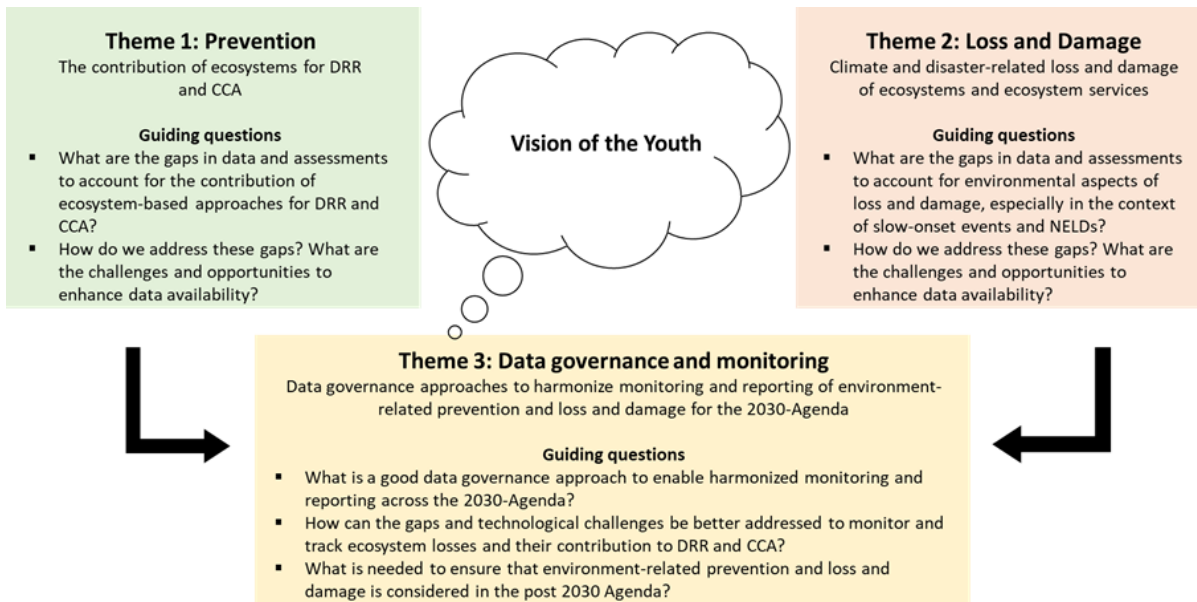 Theme 1: Prevention
The contribution of ecosystems for DRR
and CCA
Guiding questions
▪ What are the gaps in data and assessments
to account for the contribution of
ecosystem-based approaches for DRR and
CCA?
▪ How do we address these gaps? What are
the challenges and opportunities to
enhance data availability?
Vision of the Youth
Theme 2: Loss and Damage
Climate and disaster-related loss and damage
of ecosystems and ecosystem services
Guiding questions
▪ What are the gaps in data and assessments
to account for environmental aspects of
loss and damage, especially in the context
of slow-onset events and NELDs?
▪ How do we address these gaps? What are
the challenges and opportunities to
enhance data availability?
Theme 3: Data governance and monitoring
Data governance approaches to harmonize monitoring and reporting of environment-
related prevention and loss and damage for the 2030-Agenda
Guiding questions
▪ What is a good data governance approach to enable harmonized monitoring and
reporting across the 2030-Agenda?
▪ How can the gaps and technological challenges be better addressed to monitor and
track ecosystem losses and their contribution to DRR and CCA?
▪ What is needed to ensure that environment-related prevention and loss and
damage is considered in the post 2030 Agenda?